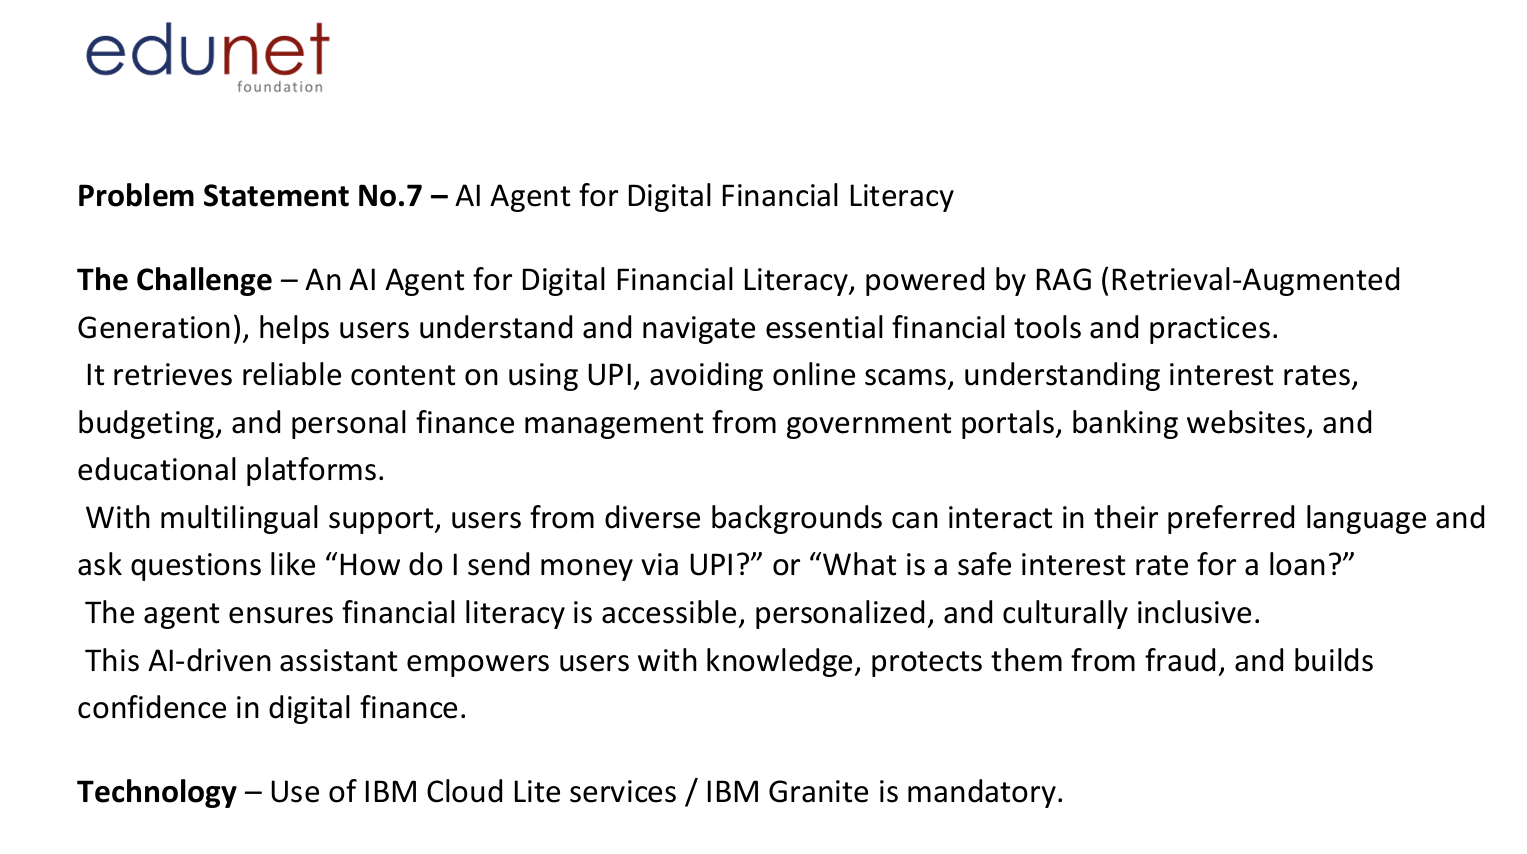 edunet
foundation
Problem Statement No.7 – AI Agent for Digital Financial Literacy
The Challenge – An AI Agent for Digital Financial Literacy, powered by RAG (Retrieval-Augmented
Generation), helps users understand and navigate essential financial tools and practices.
It retrieves reliable content on using UPI, avoiding online scams, understanding interest rates,
budgeting, and personal finance management from government portals, banking websites, and
educational platforms.
With multilingual support, users from diverse backgrounds can interact in their preferred language and
ask questions like “How do I send money via UPI?” or “What is a safe interest rate for a loan?”
The agent ensures financial literacy is accessible, personalized, and culturally inclusive.
This AI-driven assistant empowers users with knowledge, protects them from fraud, and builds
confidence in digital finance.
Technology – Use of IBM Cloud Lite services / IBM Granite is mandatory.